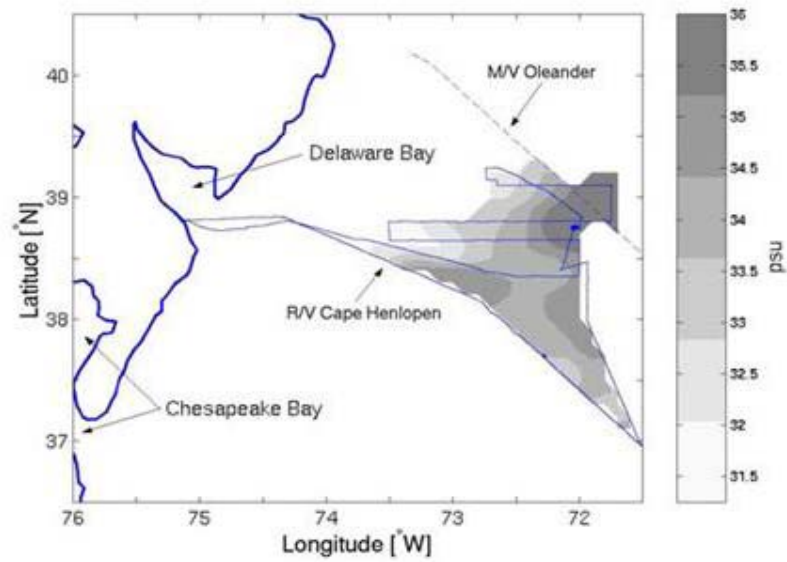 M/V Oleander
Delaware Bay
R/V Cape Henlopen
Chesapeake Bay
40
39
38
37
Latitude [°N]
76
75
74
73
72
Longitude [°W]
36
35.5
35
34.5
34
33.5
33
32.5
32
31.5
psu